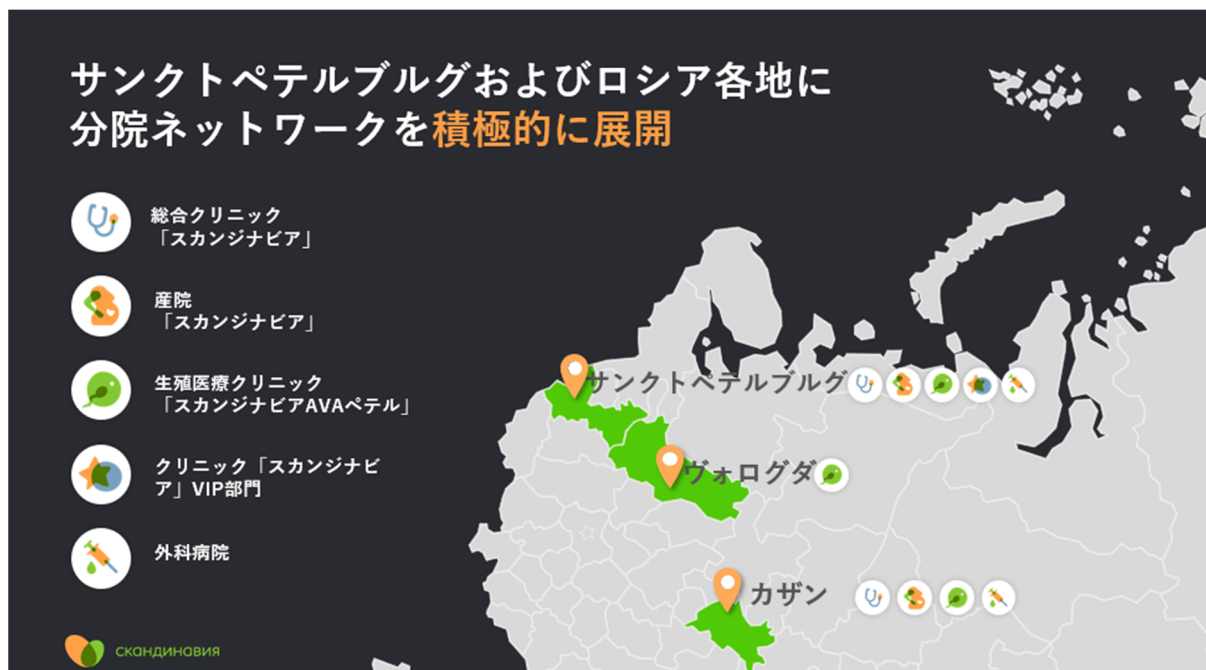 サンクトペテルブルグおよびロシア各地に
分院ネットワークを積極的に展開
総合クリニック
「スカンジナビア」
産院
「スカンジナビア」
生殖医療クリニック
「スカンジナビアAVAペテル」
クリニック「スカンジナビ
ア」VIP部門
外科病院
サンクトペテルブルグ
ヴォログダ
カザン
скандинавия